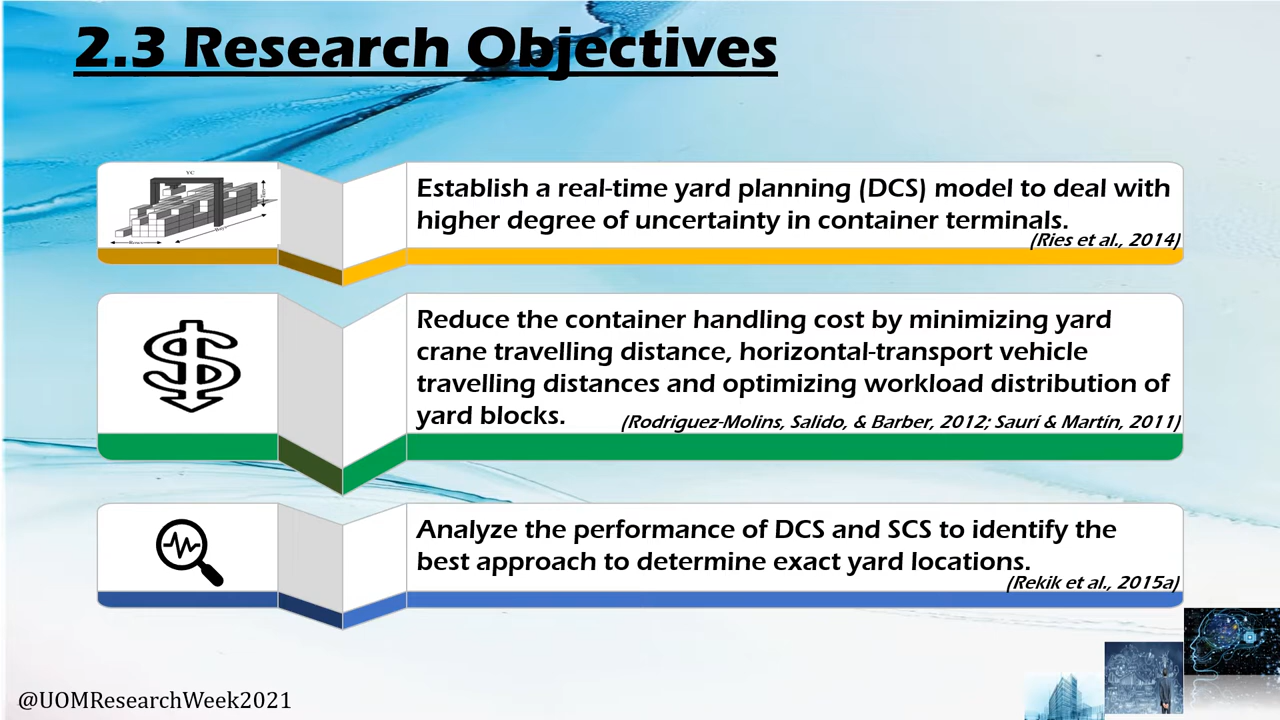 2.3 Research Objectives
YC
Establish a real-time yard planning (DCS) model to deal with
higher degree of uncertainty in container terminals.
(Ries et al., 2014)
Reduce the container handling cost by minimizing yard
crane travelling distance, horizontal-transport vehicle
travelling distances and optimizing workload distribution of
yard blocks.
(Rodriguez-Molins, Salido, & Barber, 2012; Saurí & Martín, 2011)
Analyze the performance of DCS and SCS to identify the
best approach to determine exact yard locations.
(Rekik et al., 2015a)
@UOMResearchWeek2021